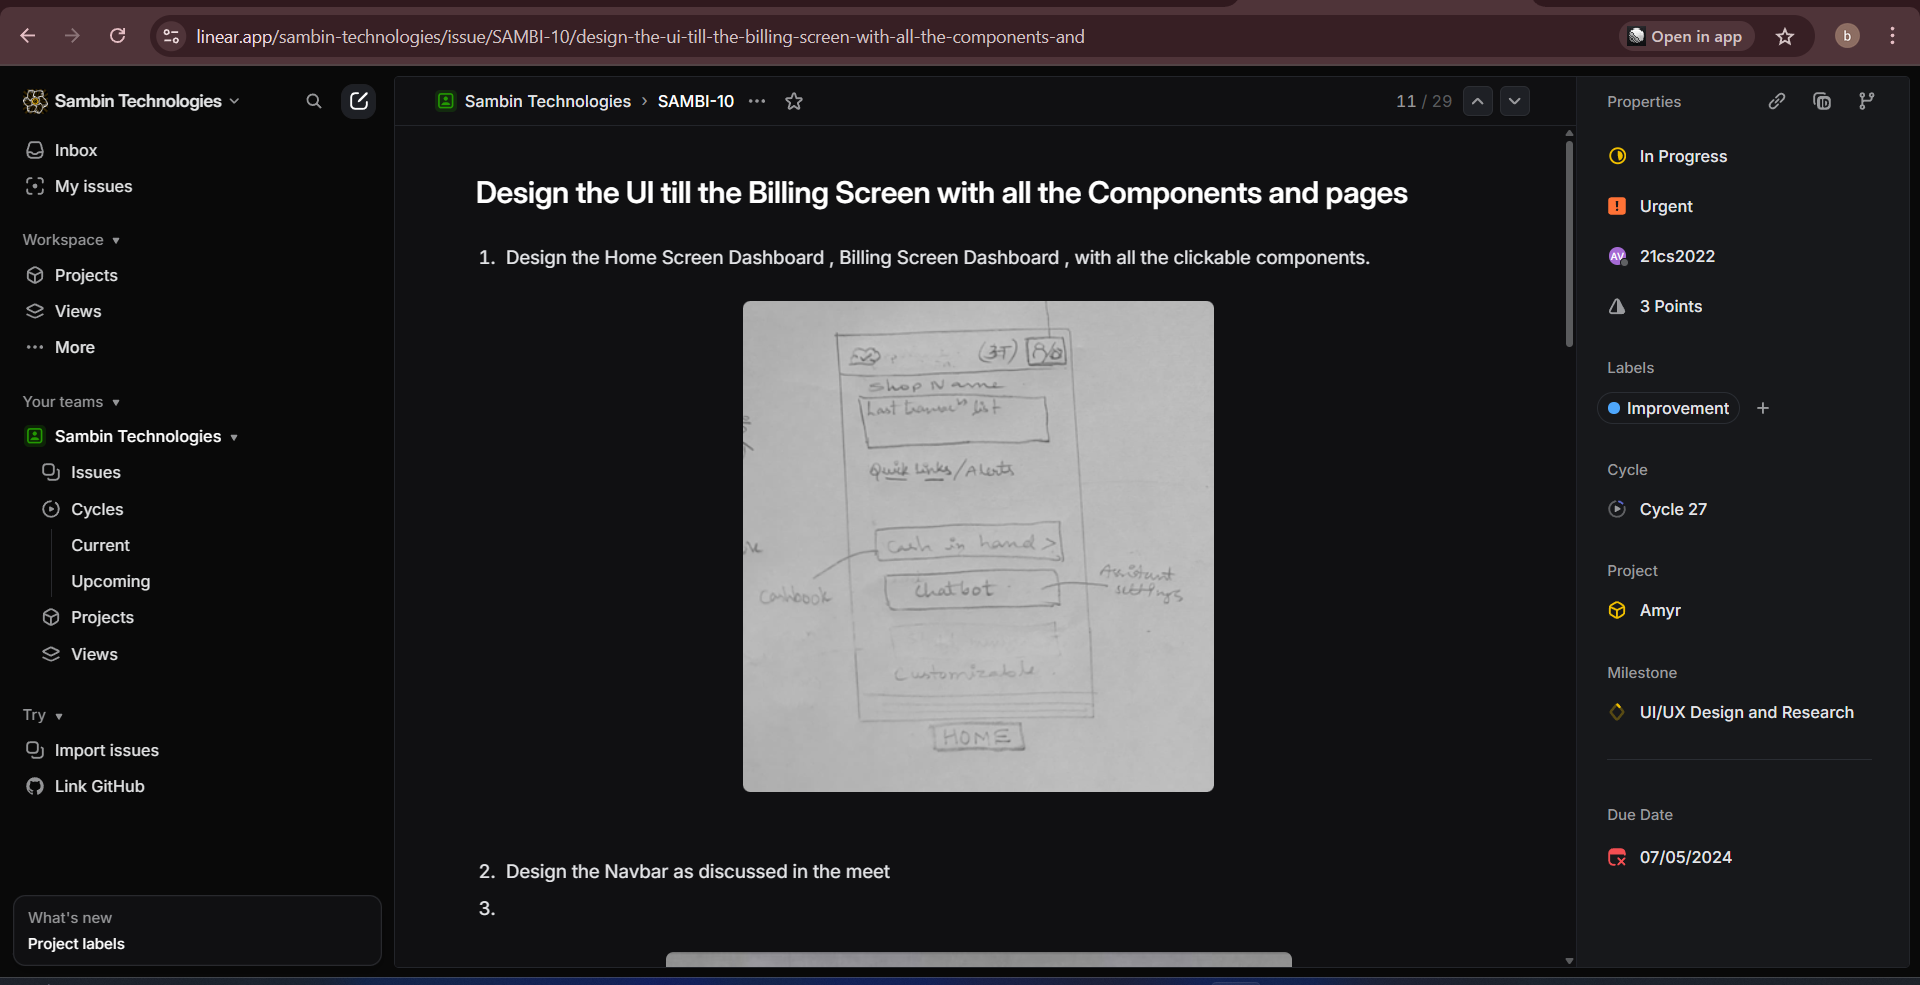 linear.app/sambin-technologies/issue/SAMBI-10/design-the-ui-till-the-billing-screen-with-all-the-components-and
Open in app
b
Sambin Technologies
Inbox
My issues
Workspace
Projects
Views
More
Your teams
Sambin Technologies
Issues
Cycles
Current
Upcoming
Projects
Views
Try
Import issues
Link GitHub
What's new
Project labels
Sambin Technologies › SAMBI-10
11 / 29
Design the UI till the Billing Screen with all the Components and pages
1. Design the Home Screen Dashboard , Billing Screen Dashboard , with all the clickable components.
Shop Name
Last transac list
Quick Links/Alerts
Cash in hand >
Cashbook
Chatbot
Assistant
settings
Customizable
HOME
2. Design the Navbar as discussed in the meet
3.
Properties
In Progress
Urgent
AV 21cs2022
3 Points
Labels
Improvement
Cycle
Cycle 27
Project
Amyr
Milestone
UI/UX Design and Research
Due Date
07/05/2024